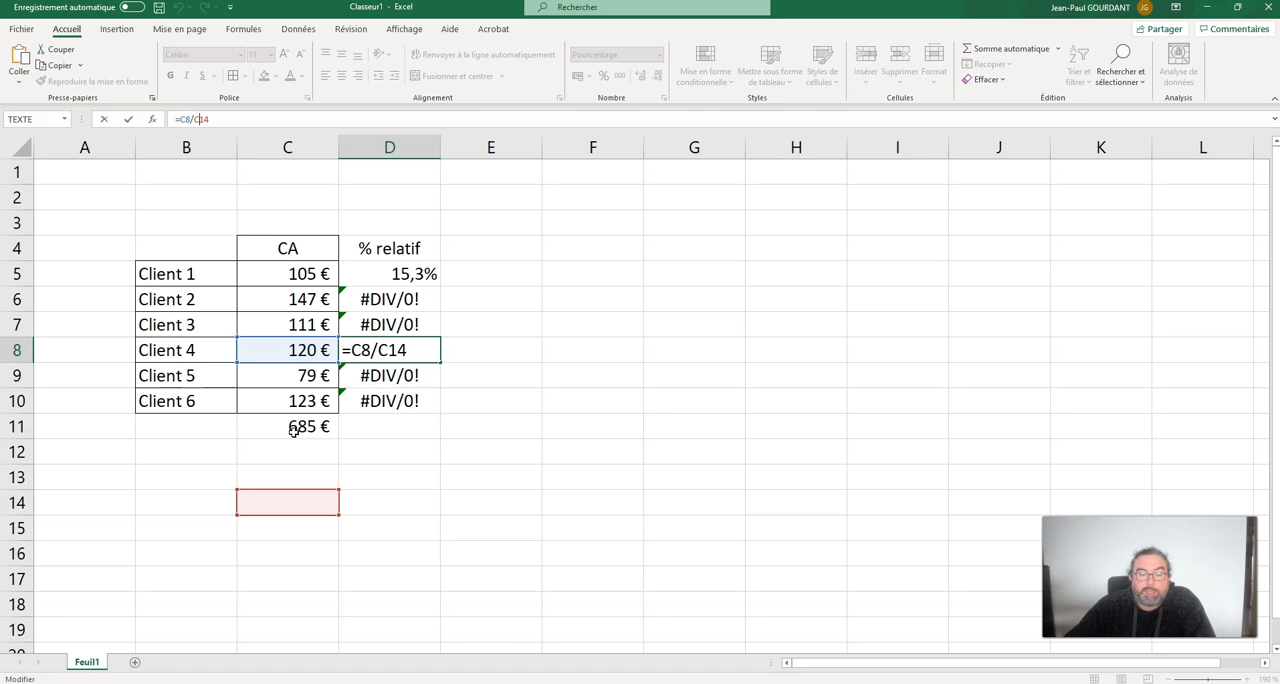 Enregistrement automatique
Classeur1 - Excel
Rechercher
Jean-Paul GOURDANT
JG
Fichier Accueil Insertion Mise en page Formules Données Révision Affichage Aide Acrobat
Partager
Commentaires
Coller
Couper
Copier
Reproduire la mise en forme
Presse-papiers
Calibri
11
G I S
Police
Renvoyer à la ligne automatiquement
Fusionner et centrer
Alignement
Pourcentage
% 000
Nombre
Mise en forme conditionnelle
Mettre sous forme de tableau
Styles de cellules
Styles
Insérer
Supprimer
Format
Cellules
Somme automatique
Recopier
Effacer
Trier et filtrer
Rechercher et sélectionner
Édition
Analyse de données
Analysis
TEXTE
fx
=C8/C14
A B C D E F G H I J K L
1
2
3
4 CA % relatif
5 Client 1 105 € 15,3%
6 Client 2 147 € #DIV/0!
7 Client 3 111 € #DIV/0!
8 Client 4 120 € =C8/C14
9 Client 5 79 € #DIV/0!
10 Client 6 123 € #DIV/0!
11 685 €
12
13
14
15
16
17
18
19
Feuil1
Modifier
190 %